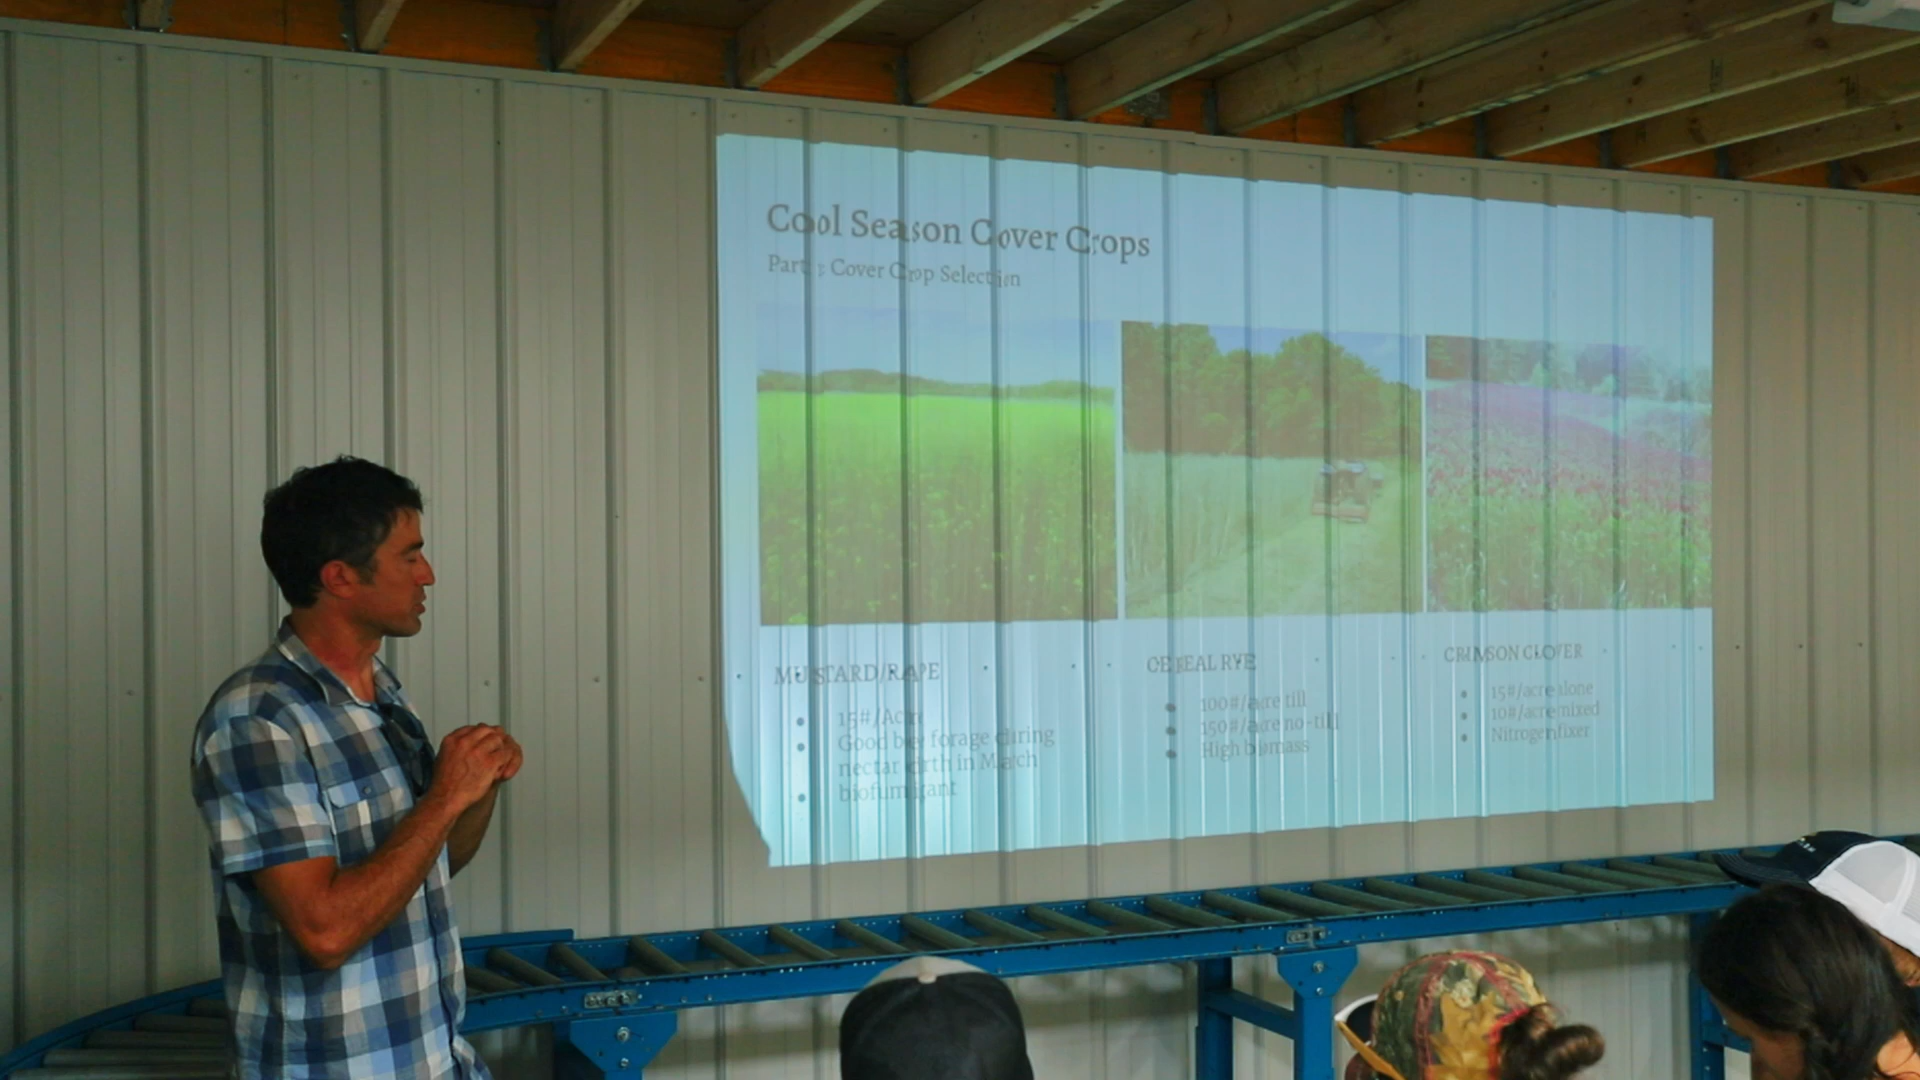 Cool Season Cover Crops
Part : Cover Crop Selection
MUSTARD/RAPE
15#/Acre
Good bee forage during
nectar dirth in March
biofumigant
CEREAL RYE
100#/acre till
150#/acre no-till
High biomass
CRIMSON CLOVER
15#/acre alone
10#/acre mixed
Nitrogen fixer